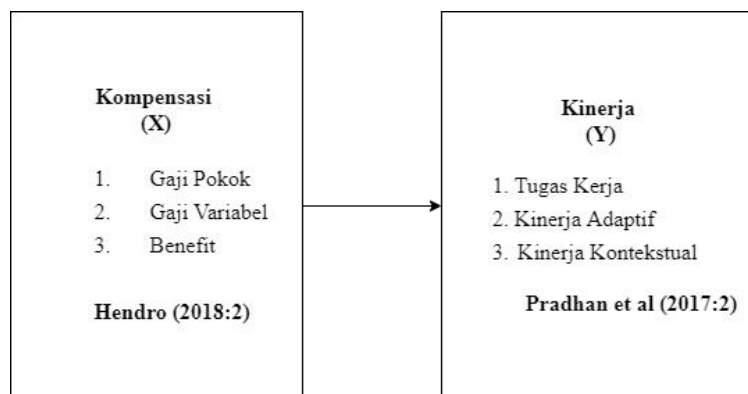 Kompensasi
(X)
1. Gaji Pokok
2. Gaji Variabel
3. Benefit
Hendro (2018:2)
Kinerja
(Y)
1. Tugas Kerja
2. Kinerja Adaptif
3. Kinerja Kontekstual
Pradhan et al (2017:2)